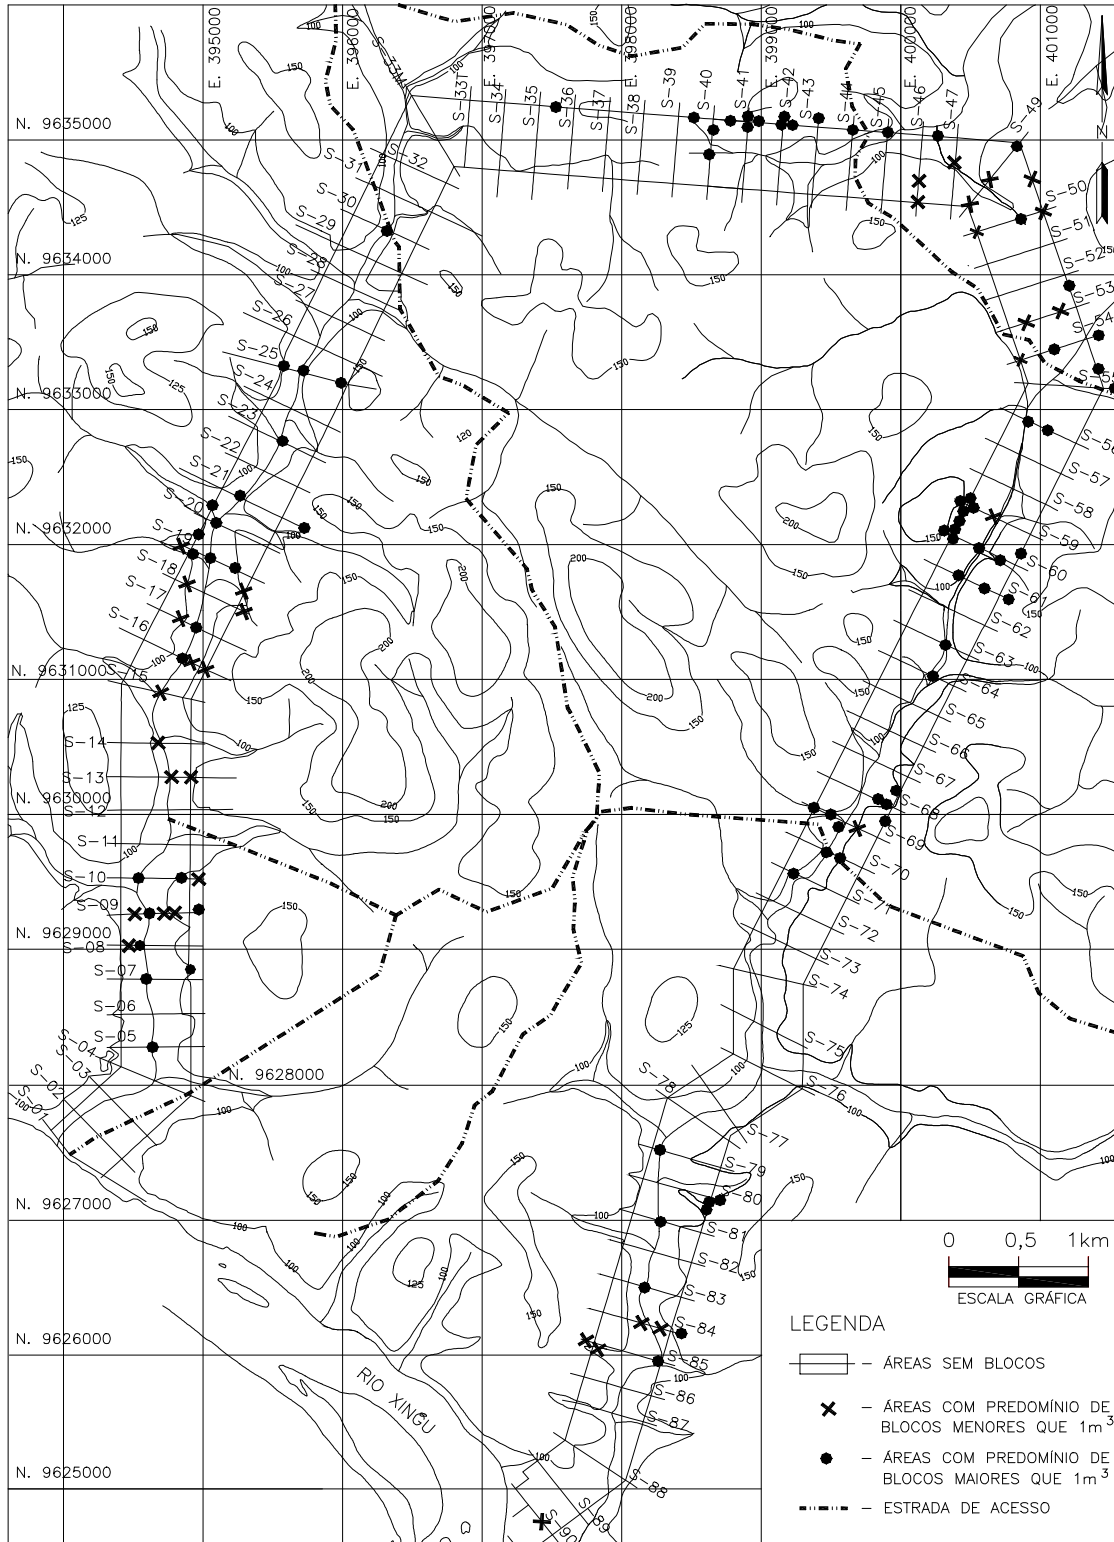 E. 395000
E. 396000
E. 397000
E. 398000
E. 399000
E. 400000
E. 401000
N. 9635000
N. 9634000
N. 9633000
N. 9632000
N. 9631000
N. 9630000
N. 9629000
N. 9628000
N. 9627000
N. 9626000
N. 9625000
N
S-33A
S-33T
S-34
S-35
S-36
S-37
S-38
S-39
S-40
S-41
S-42
S-43
S-44
S-45
S-46
S-47
S-49
S-50
S-51
S-52
S-53
S-54
S-55
S-56
S-57
S-58
S-59
S-60
S-61
S-62
S-63
S-64
S-65
S-66
S-67
S-68
S-69
S-70
S-71
S-72
S-73
S-74
S-75
S-76
S-77
S-78
S-79
S-80
S-81
S-82
S-83
S-84
S-85
S-86
S-87
S-88
S-89
S-90
S-32
S-31
S-30
S-29
S-28
S-27
S-26
S-25
S-24
S-23
S-22
S-21
S-20
S-19
S-18
S-17
S-16
S-15
S-14
S-13
S-12
S-11
S-10
S-09
S-08
S-07
S-06
S-05
S-04
S-03
S-02
S-01
100
125
150
200
120
RIO XINGU
0 0,5 1km
ESCALA GRÁFICA
LEGENDA
– ÁREAS SEM BLOCOS
– ÁREAS COM PREDOMÍNIO DE
BLOCOS MENORES QUE 1m³
– ÁREAS COM PREDOMÍNIO DE
BLOCOS MAIORES QUE 1m³
– ESTRADA DE ACESSO